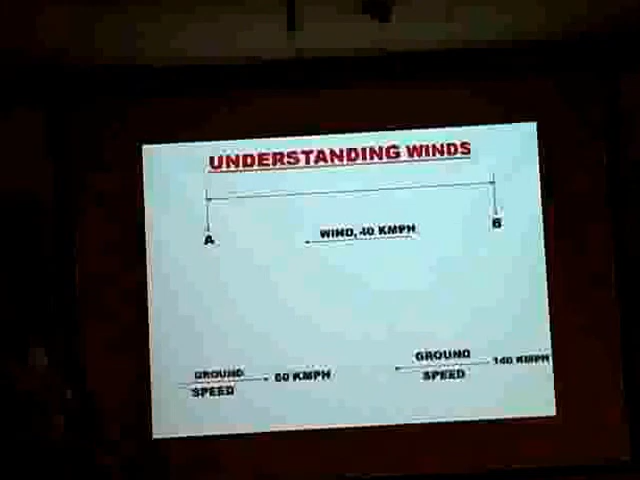 UNDERSTANDING WINDS
A
B
WIND, 40 KMPH
GROUND
SPEED
60 KMPH
GROUND
SPEED
140 KMPH